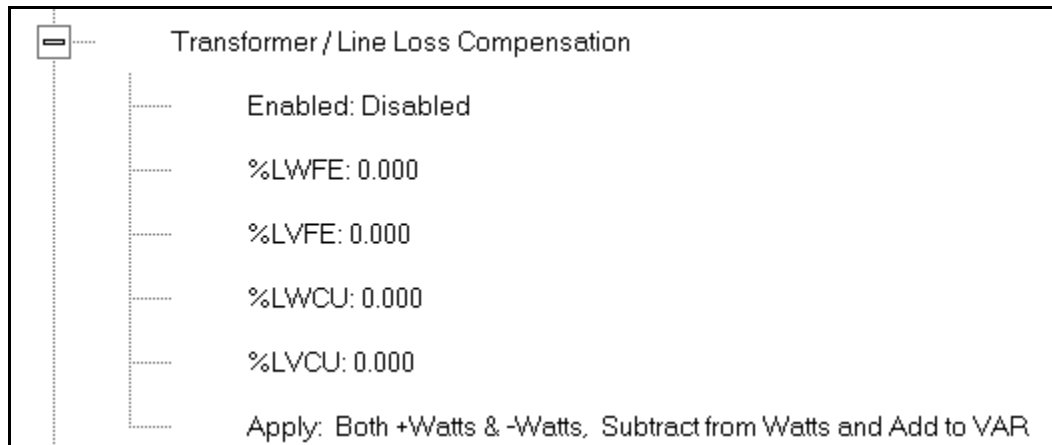 Transformer / Line Loss Compensation
Enabled: Disabled
%LWFE: 0.000
%LVFE: 0.000
%LWCU: 0.000
%LVCU: 0.000
Apply: Both +Watts & -Watts, Subtract from Watts and Add to VAR